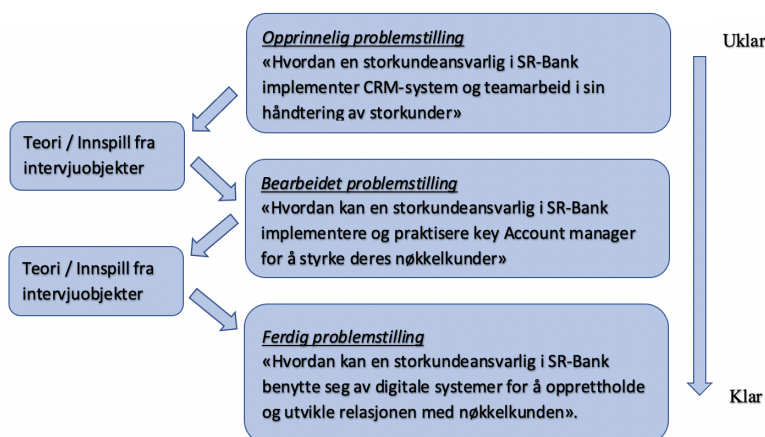 Opprinnelig problemstilling
«Hvordan en storkundeansvarlig i SR-Bank
implementer CRM-system og teamarbeid i sin
håndtering av storkunder»
Uklar
Teori / Innspill fra
intervjuobjekter
Bearbeidet problemstilling
«Hvordan kan en storkundeansvarlig i SR-Bank
implementere og praktisere key Account manager
for å styrke deres nøkkelkunder»
Teori / Innspill fra
intervjuobjekter
Ferdig problemstilling
«Hvordan kan en storkundeansvarlig i SR-Bank
benytte seg av digitale systemer for å opprettholde
og utvikle relasjonen med nøkkelkunden».
Klar